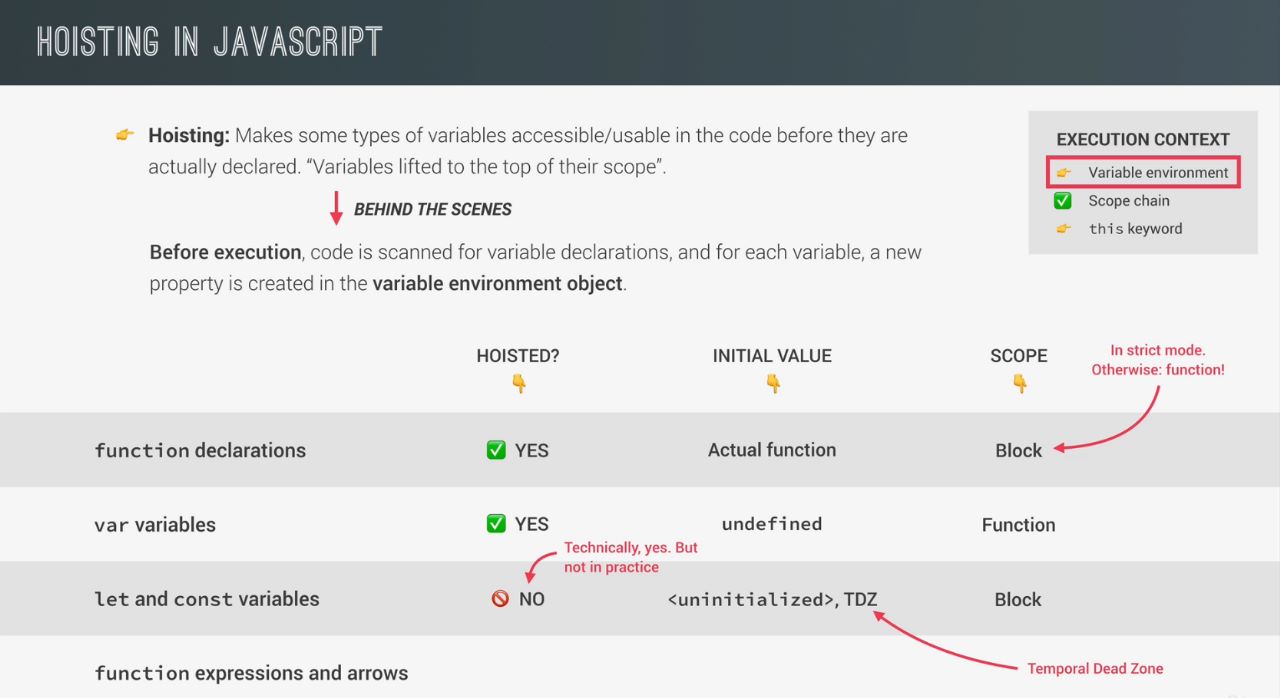 HOISTING IN JAVASCRIPT
👉 Hoisting: Makes some types of variables accessible/usable in the code before they are
actually declared. “Variables lifted to the top of their scope”.
BEHIND THE SCENES
Before execution, code is scanned for variable declarations, and for each variable, a new
property is created in the variable environment object.
EXECUTION CONTEXT
👉 Variable environment
✅ Scope chain
👉 this keyword
HOISTED?
INITIAL VALUE
SCOPE
In strict mode.
Otherwise: function!
function declarations
✅ YES
Actual function
Block
var variables
✅ YES
undefined
Function
Technically, yes. But
not in practice
let and const variables
🚫 NO
<uninitialized>, TDZ
Block
Temporal Dead Zone
function expressions and arrows